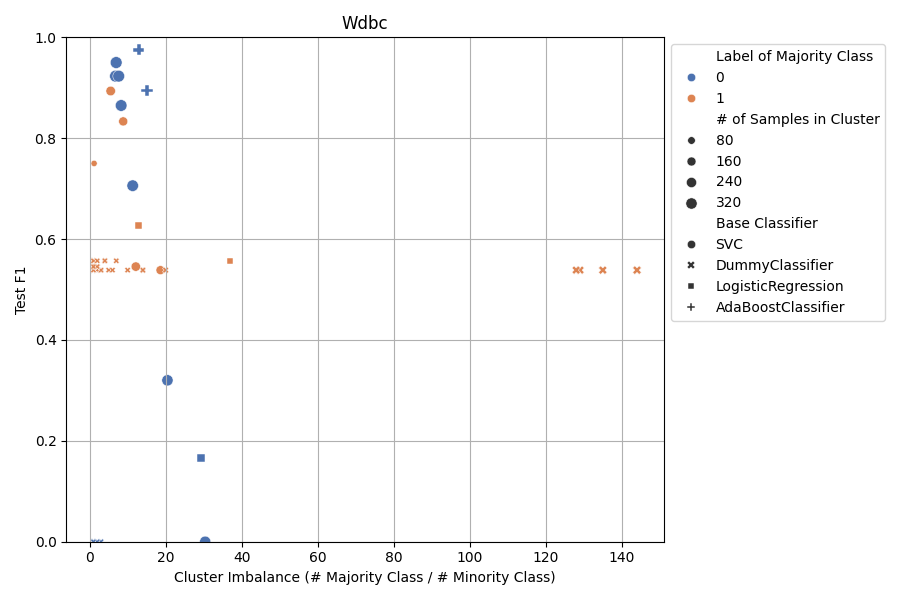 Wdbc
1.0
0.8
0.6
0.4
0.2
0.0
Test F1
0
20
40
60
80
100
120
140
Cluster Imbalance (# Majority Class / # Minority Class)
Label of Majority Class
0
1
# of Samples in Cluster
80
160
240
320
Base Classifier
SVC
DummyClassifier
LogisticRegression
AdaBoostClassifier